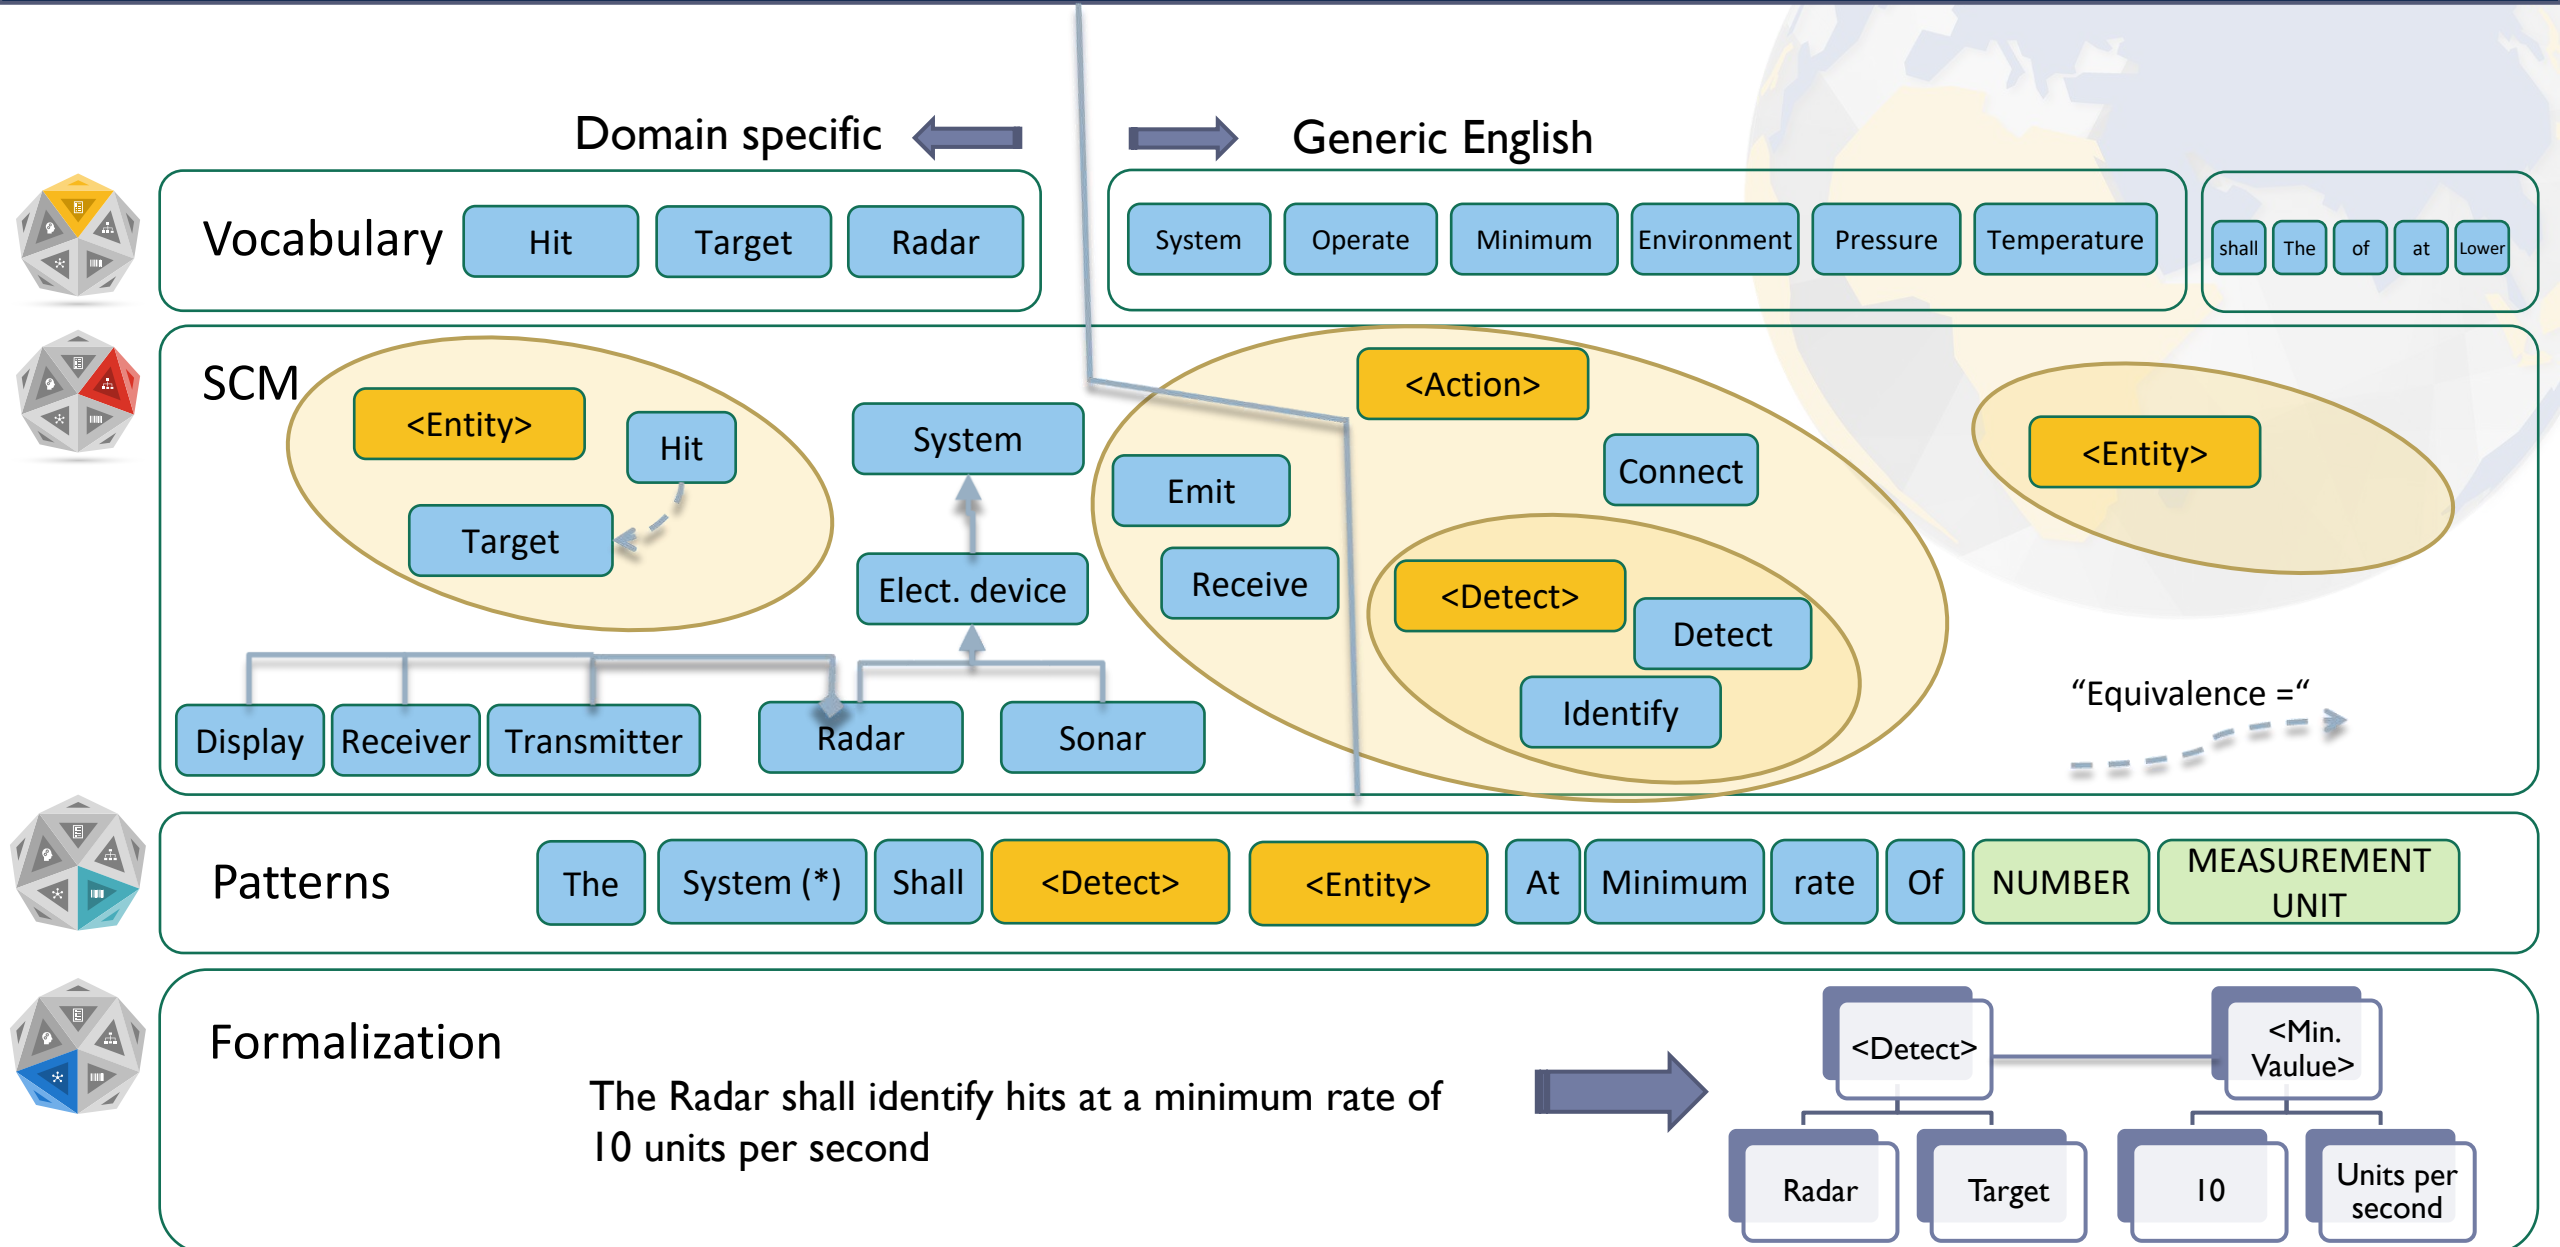 Domain specific
Generic English
Vocabulary
Hit
Target
Radar
System
Operate
Minimum
Environment
Pressure
Temperature
shall
The
of
at
Lower
SCM
<Entity>
Hit
Target
System
Elect. device
Display
Receiver
Transmitter
Radar
Sonar
<Action>
Emit
Connect
Receive
<Detect>
Detect
Identify
<Entity>
“Equivalence =“
Patterns
The
System (*)
Shall
<Detect>
<Entity>
At
Minimum
rate
Of
NUMBER
MEASUREMENT
UNIT
Formalization
The Radar shall identify hits at a minimum rate of
10 units per second
<Detect>
<Min.
Vaulue>
Radar
Target
10
Units per
second